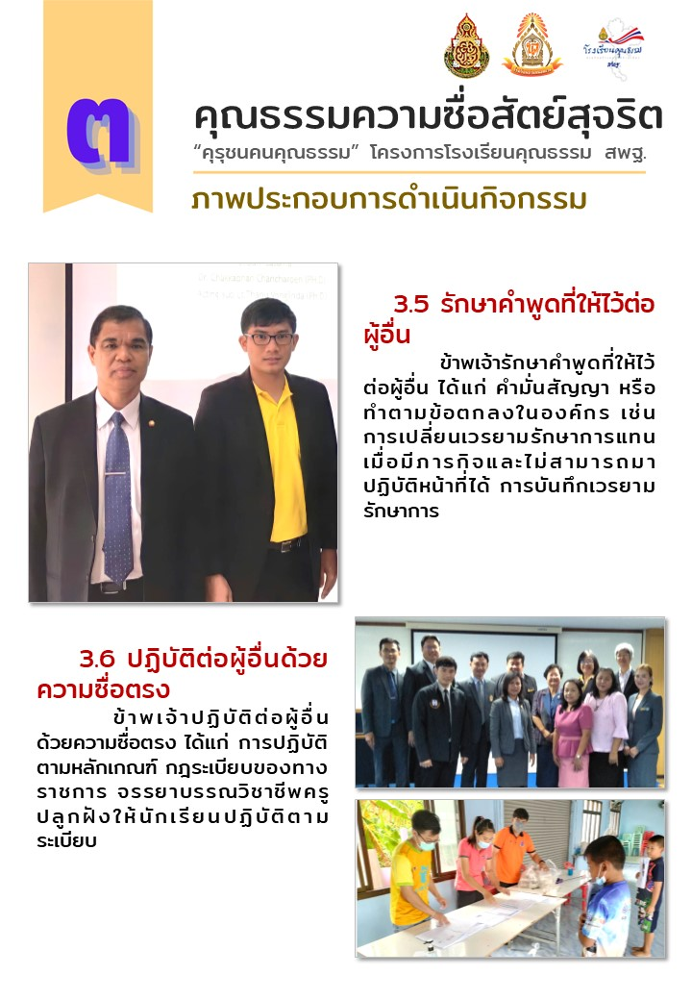 โรงเรียนคุณธรรม
สพฐ.
๓
คุณธรรมความซื่อสัตย์สุจริต
“คุรุชนคนคุณธรรม” โครงการโรงเรียนคุณธรรม สพฐ.
ภาพประกอบการดำเนินกิจกรรม
3.5 รักษาคำพูดที่ให้ไว้ต่อ
ผู้อื่น
ข้าพเจ้ารักษาคำพูดที่ให้ไว้
ต่อผู้อื่น ได้แก่ คำมั่นสัญญา หรือ
ทำตามข้อตกลงในองค์กร เช่น
การเปลี่ยนเวรยามรักษาการแทน
เมื่อมีภารกิจและไม่สามารถมา
ปฏิบัติหน้าที่ได้ การบันทึกเวรยาม
รักษาการ
3.6 ปฏิบัติต่อผู้อื่นด้วย
ความซื่อตรง
ข้าพเจ้าปฏิบัติต่อผู้อื่น
ด้วยความซื่อตรง ได้แก่ การปฏิบัติ
ตามหลักเกณฑ์ กฎระเบียบของทาง
ราชการ จรรยาบรรณวิชาชีพครู
ปลูกฝังให้นักเรียนปฏิบัติตาม
ระเบียบ